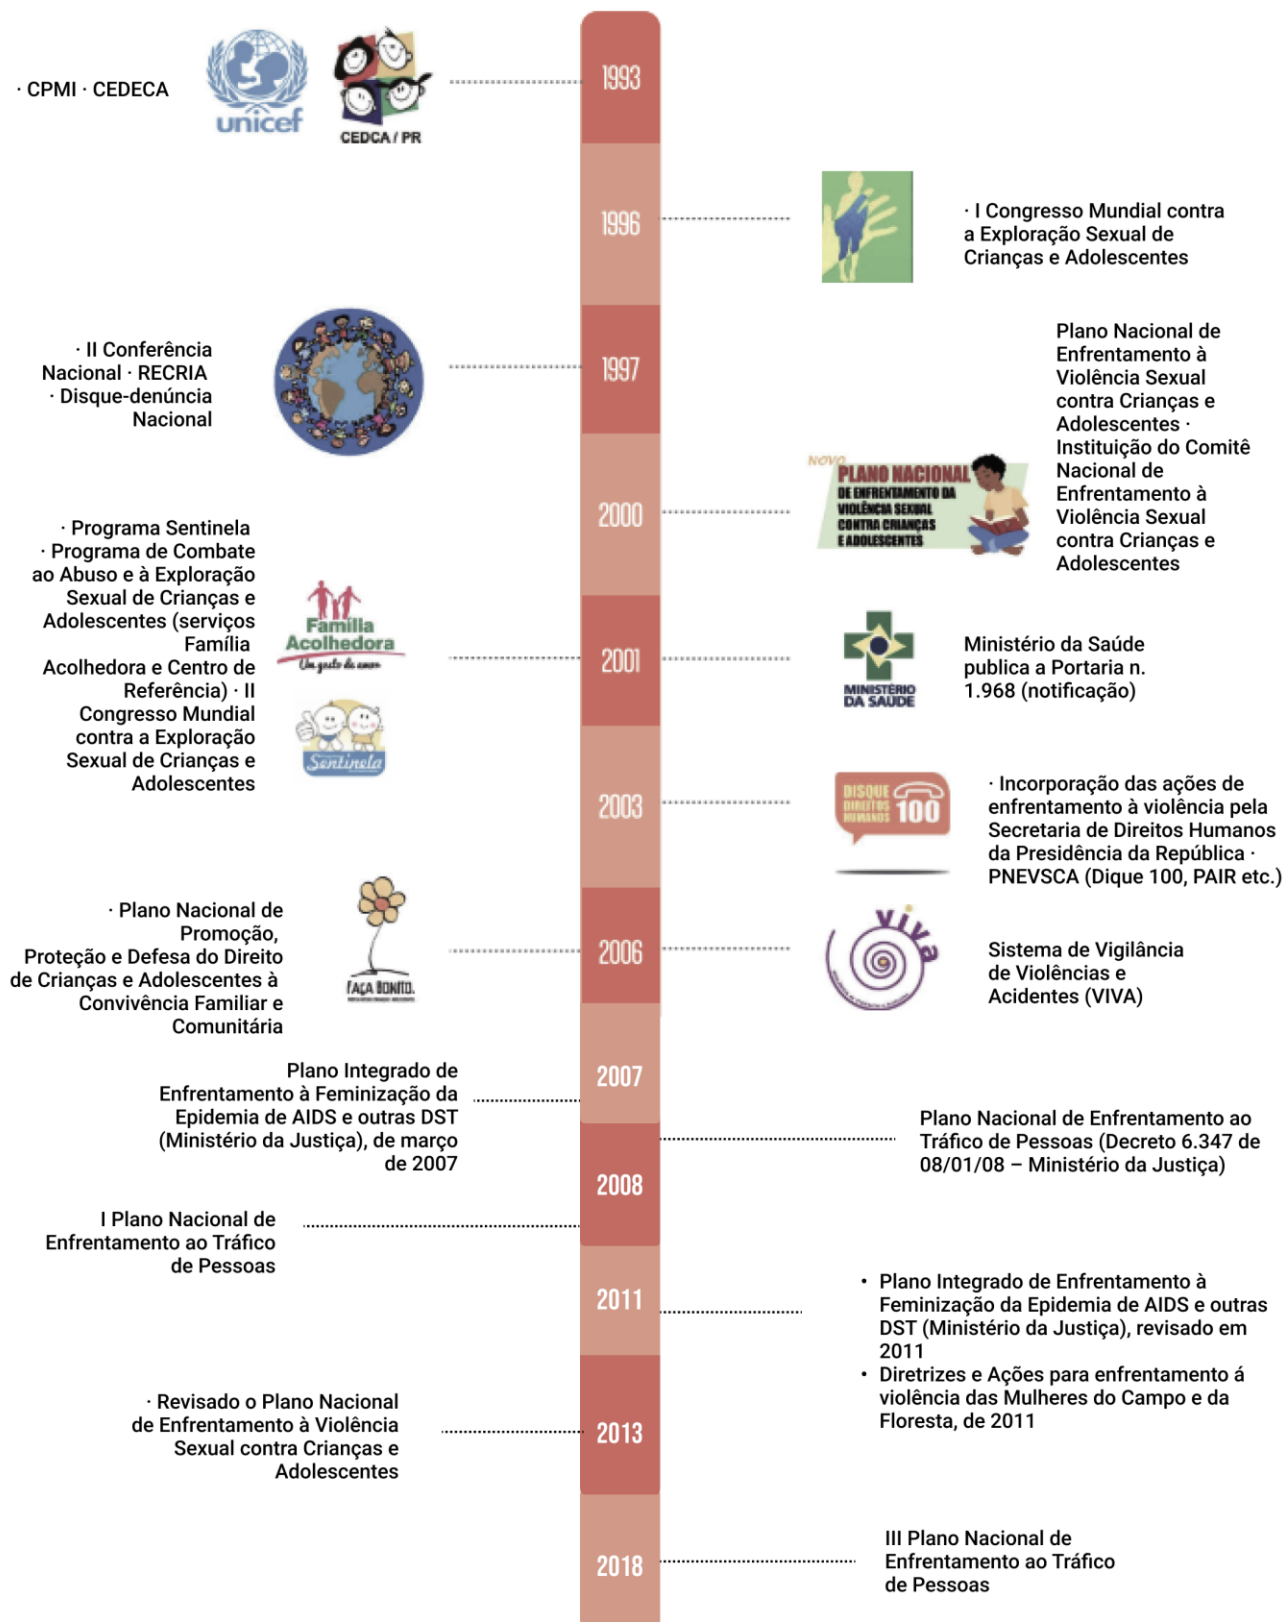 · CPMI · CEDECA
unicef
CEDCA / PR
1993
1996
· I Congresso Mundial contra
a Exploração Sexual de
Crianças e Adolescentes
· II Conferência
Nacional · RECRIA
· Disque-denúncia
Nacional
1997
Plano Nacional de
Enfrentamento à
Violência Sexual
contra Crianças e
Adolescentes ·
Instituição do Comitê
Nacional de
Enfrentamento à
Violência Sexual
contra Crianças e
Adolescentes
NOVO
PLANO NACIONAL
DE ENFRENTAMENTO DA
VIOLÊNCIA SEXUAL
CONTRA CRIANÇAS
E ADOLESCENTES
2000
· Programa Sentinela
· Programa de Combate
ao Abuso e à Exploração
Sexual de Crianças e
Adolescentes (serviços
Família
Acolhedora e Centro de
Referência) · II
Congresso Mundial
contra a Exploração
Sexual de Crianças e
Adolescentes
Família
Acolhedora
Um gesto de amor
Sentinela
2001
MINISTÉRIO
DA SAÚDE
Ministério da Saúde
publica a Portaria n.
1.968 (notificação)
2003
DISQUE
DIREITOS
HUMANOS
100
· Incorporação das ações de
enfrentamento à violência pela
Secretaria de Direitos Humanos
da Presidência da República ·
PNEVSCA (Dique 100, PAIR etc.)
· Plano Nacional de
Promoção,
Proteção e Defesa do Direito
de Crianças e Adolescentes à
Convivência Familiar e
Comunitária
FAÇA BONITO.
2006
viva
Sistema de Vigilância
de Violências e
Acidentes (VIVA)
Plano Integrado de
Enfrentamento à Feminização da
Epidemia de AIDS e outras DST
(Ministério da Justiça), de março
de 2007
2007
Plano Nacional de Enfrentamento ao
Tráfico de Pessoas (Decreto 6.347 de
08/01/08 – Ministério da Justiça)
2008
I Plano Nacional de
Enfrentamento ao Tráfico
de Pessoas
2011
• Plano Integrado de Enfrentamento à
Feminização da Epidemia de AIDS e outras
DST (Ministério da Justiça), revisado em
2011
• Diretrizes e Ações para enfrentamento á
violência das Mulheres do Campo e da
Floresta, de 2011
· Revisado o Plano Nacional
de Enfrentamento à Violência
Sexual contra Crianças e
Adolescentes
2013
2018
III Plano Nacional de
Enfrentamento ao Tráfico
de Pessoas